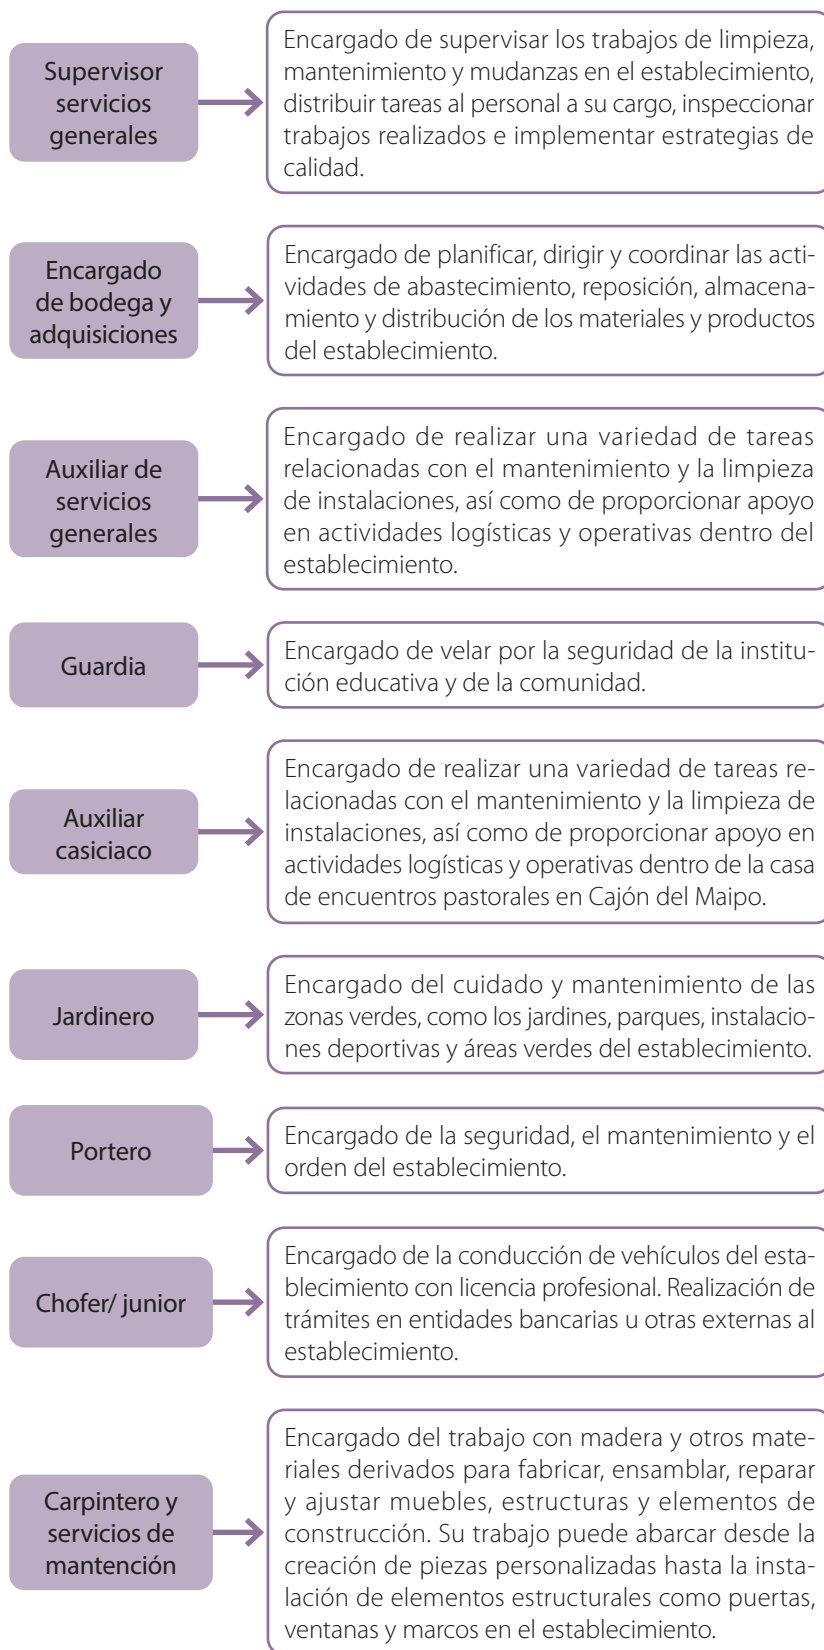 Supervisor
servicios
generales
Encargado de supervisar los trabajos de limpieza,
mantenimiento y mudanzas en el establecimiento,
distribuir tareas al personal a su cargo, inspeccionar
trabajos realizados e implementar estrategias de
calidad.
Encargado
de bodega y
adquisiciones
Encargado de planificar, dirigir y coordinar las acti-
vidades de abastecimiento, reposición, almacena-
miento y distribución de los materiales y productos
del establecimiento.
Auxiliar de
servicios
generales
Encargado de realizar una variedad de tareas
relacionadas con el mantenimiento y la limpieza
de instalaciones, así como de proporcionar apoyo
en actividades logísticas y operativas dentro del
establecimiento.
Guardia
Encargado de velar por la seguridad de la institu-
ción educativa y de la comunidad.
Auxiliar
casiciaco
Encargado de realizar una variedad de tareas re-
lacionadas con el mantenimiento y la limpieza de
instalaciones, así como de proporcionar apoyo en
actividades logísticas y operativas dentro de la casa
de encuentros pastorales en Cajón del Maipo.
Jardinero
Encargado del cuidado y mantenimiento de las
zonas verdes, como los jardines, parques, instalacio-
nes deportivas y áreas verdes del establecimiento.
Portero
Encargado de la seguridad, el mantenimiento y el
orden del establecimiento.
Chofer/ junior
Encargado de la conducción de vehículos del esta-
blecimiento con licencia profesional. Realización de
trámites en entidades bancarias u otras externas al
establecimiento.
Carpintero y
servicios de
mantención
Encargado del trabajo con madera y otros mate-
riales derivados para fabricar, ensamblar, reparar
y ajustar muebles, estructuras y elementos de
construcción. Su trabajo puede abarcar desde la
creación de piezas personalizadas hasta la insta-
lación de elementos estructurales como puertas,
ventanas y marcos en el establecimiento.